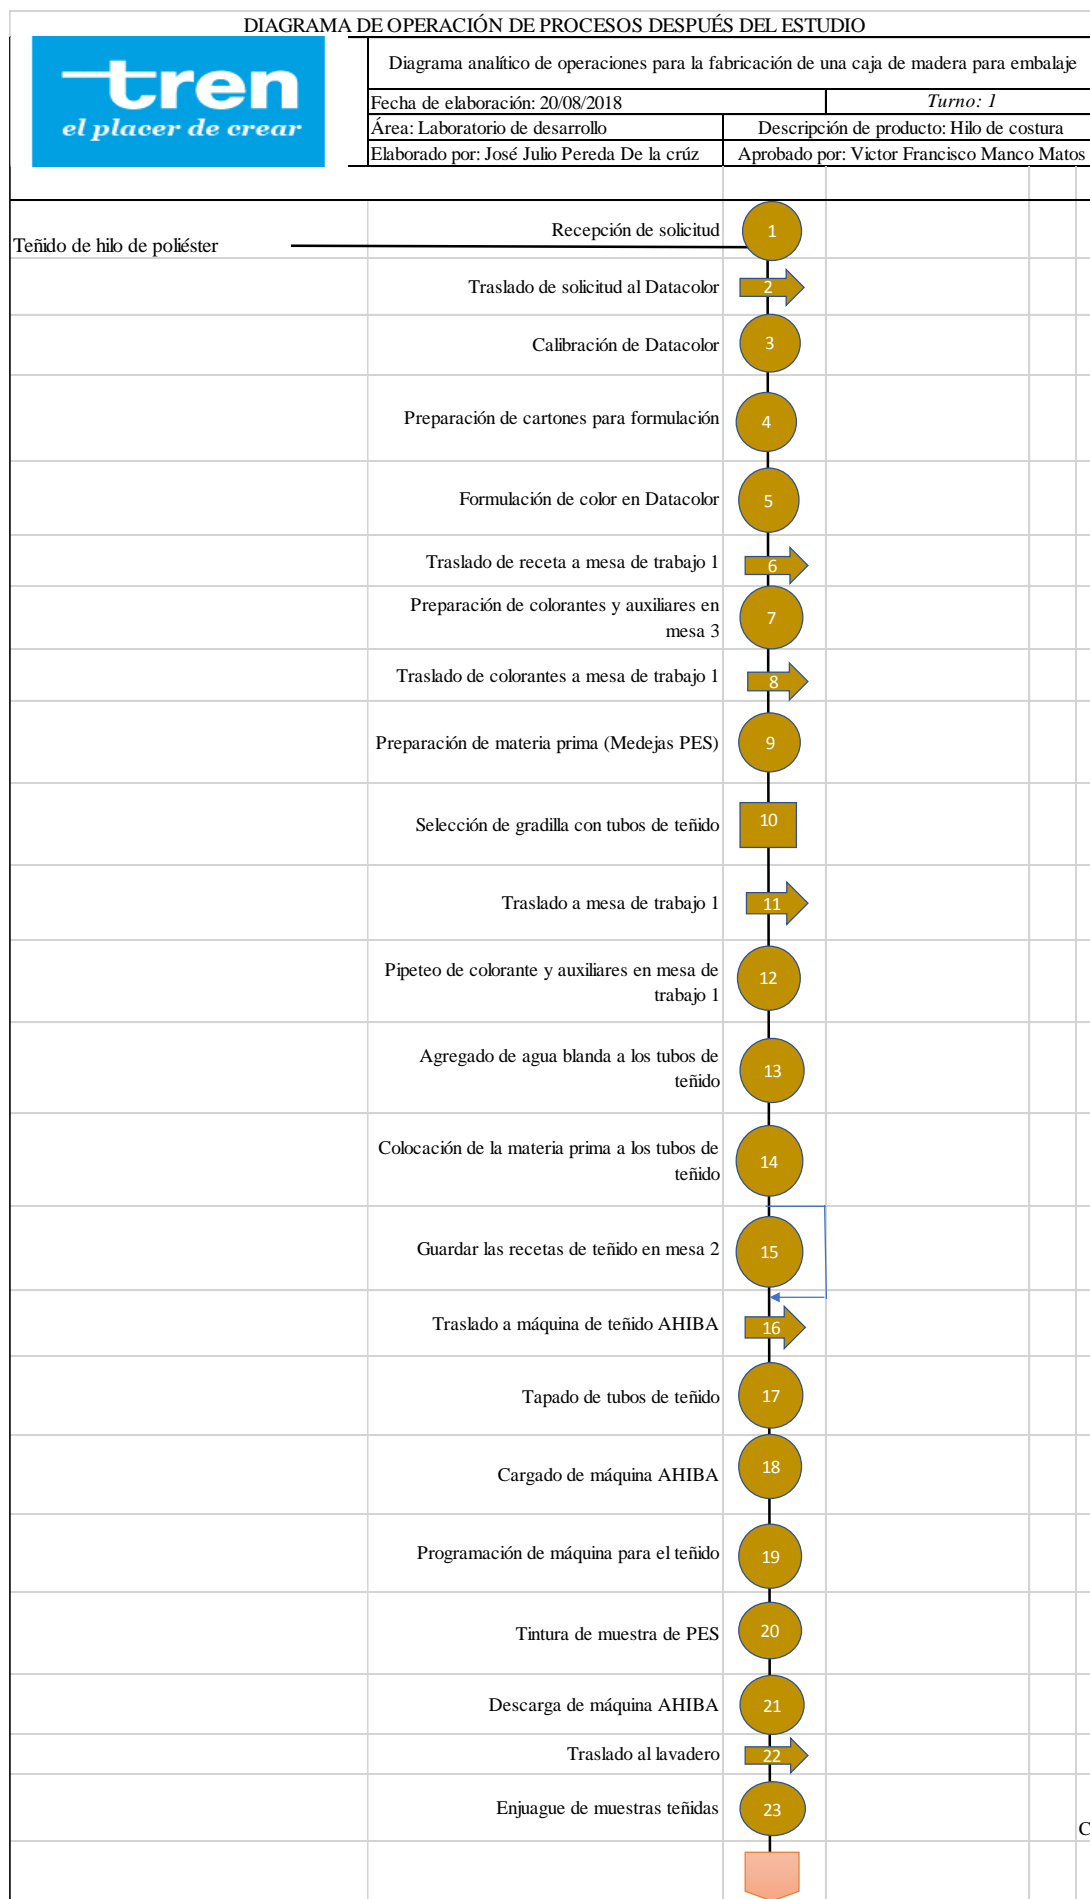 DIAGRAMA DE OPERACIÓN DE PROCESOS DESPUÉS DEL ESTUDIO
tren
el placer de crear
Diagrama analítico de operaciones para la fabricación de una caja de madera para embalaje
Fecha de elaboración: 20/08/2018
Turno: 1
Área: Laboratorio de desarrollo
Descripción de producto: Hilo de costura
Elaborado por: José Julio Pereda De la crúz
Aprobado por: Victor Francisco Manco Matos
Recepción de solicitud
1
Teñido de hilo de poliéster
Traslado de solicitud al Datacolor
2
Calibración de Datacolor
3
Preparación de cartones para formulación
4
Formulación de color en Datacolor
5
Traslado de receta a mesa de trabajo 1
6
Preparación de colorantes y auxiliares en
mesa 3
7
Traslado de colorantes a mesa de trabajo 1
8
Preparación de materia prima (Medejas PES)
9
Selección de gradilla con tubos de teñido
10
Traslado a mesa de trabajo 1
11
Pipeteo de colorante y auxiliares en mesa de
trabajo 1
12
Agregado de agua blanda a los tubos de
teñido
13
Colocación de la materia prima a los tubos de
teñido
14
Guardar las recetas de teñido en mesa 2
15
Traslado a máquina de teñido AHIBA
16
Tapado de tubos de teñido
17
Cargado de máquina AHIBA
18
Programación de máquina para el teñido
19
Tintura de muestra de PES
20
Descarga de máquina AHIBA
21
Traslado al lavadero
22
Enjuague de muestras teñidas
23
C